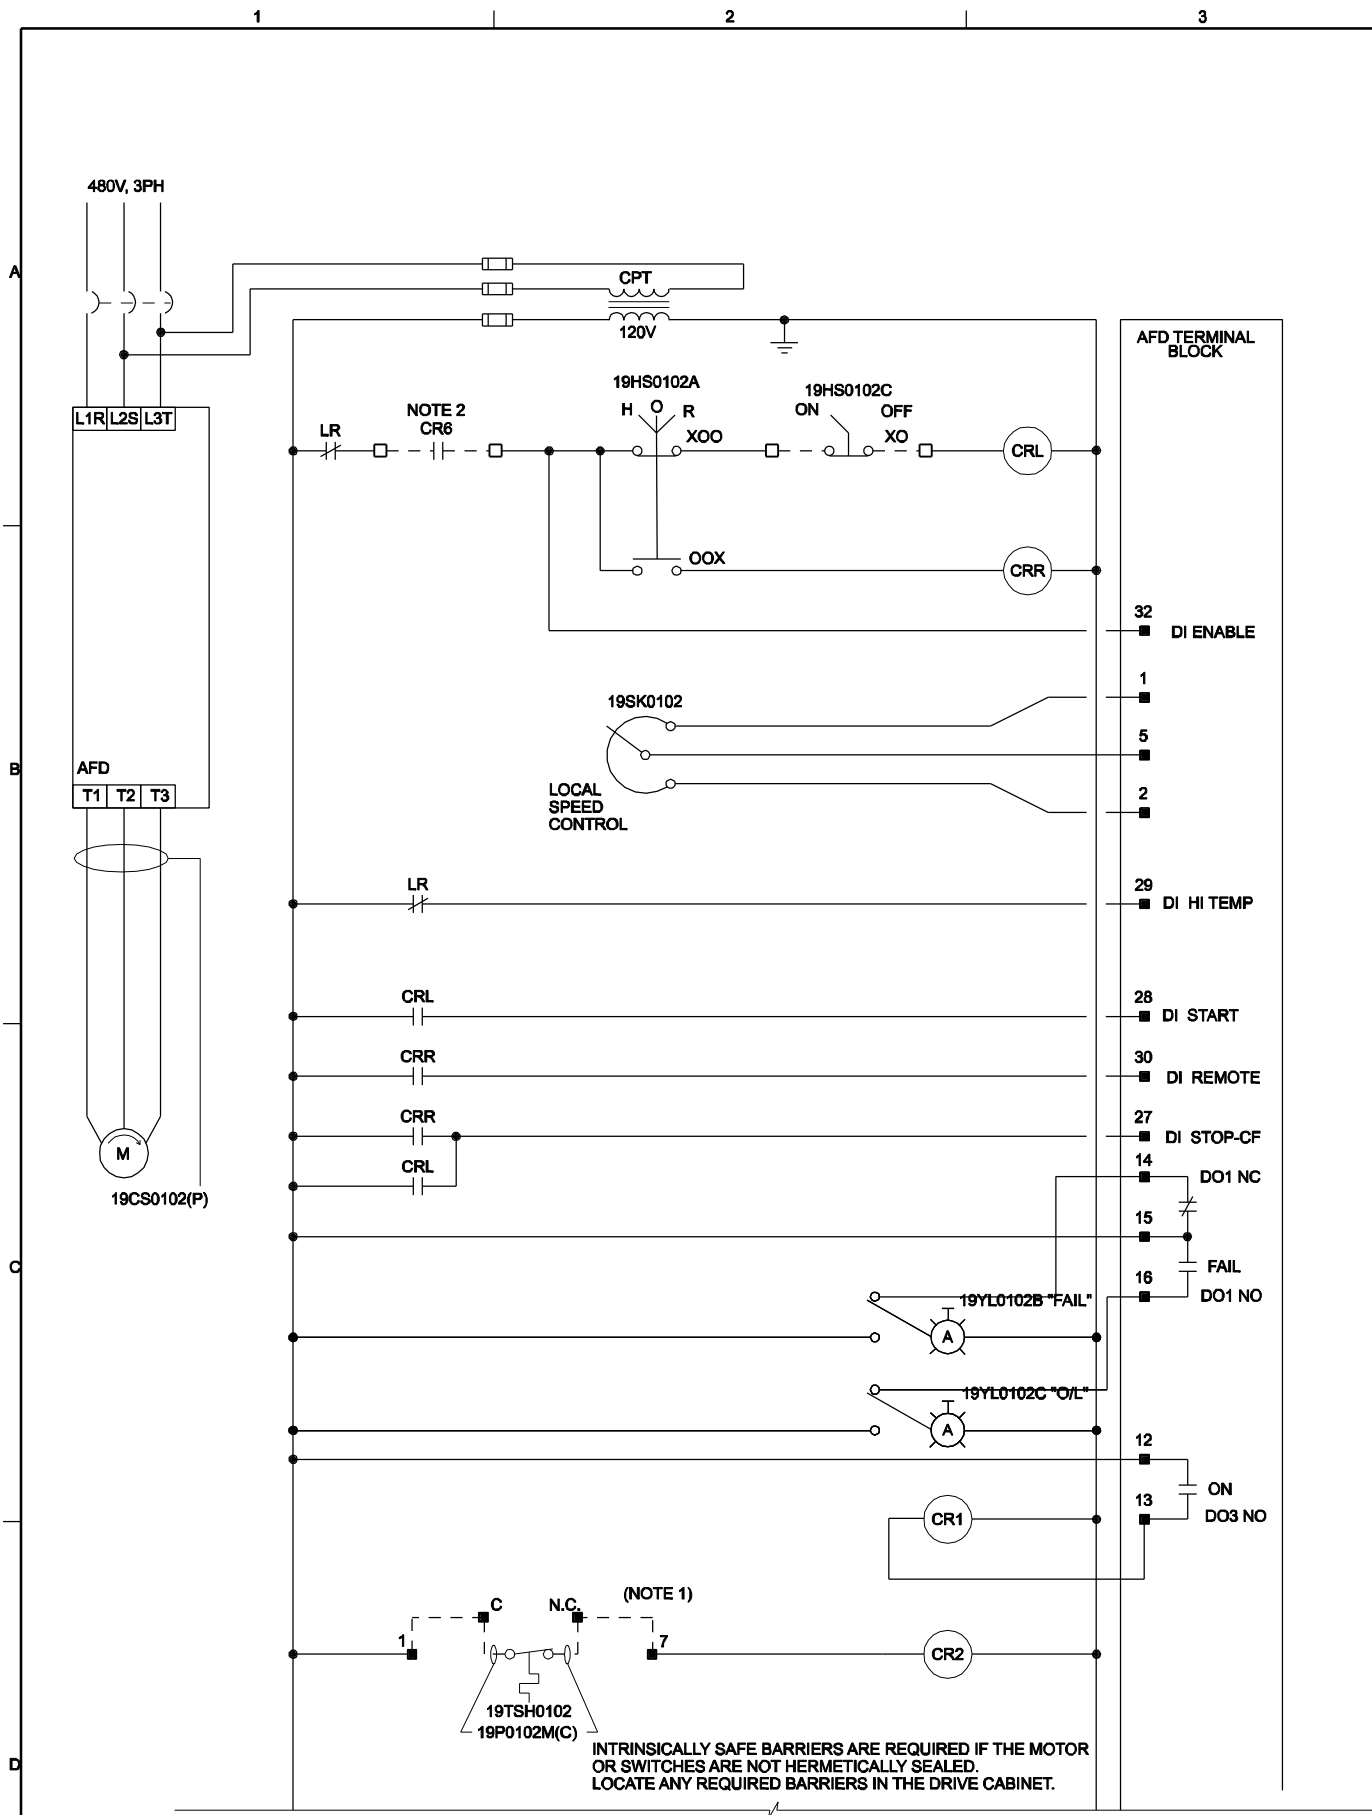 1 2 3
480V, 3PH
A
CPT
120V
AFD TERMINAL
BLOCK
19HS0102A
H O R
XOO
19HS0102C
ON OFF
XO
L1R L2S L3T
NOTE 2
LR CR6
CRL
OOX
CRR
32
DI ENABLE
1
19SK0102
5
B
AFD
T1 T2 T3
LOCAL
SPEED
CONTROL
2
LR
29
DI HI TEMP
CRL
28
DI START
CRR
30
DI REMOTE
CRR
27
DI STOP-CF
M
CRL
14
DO1 NC
19CS0102(P)
15
C
FAIL
16
DO1 NO
19YL0102B "FAIL"
A
19YL0102C "O/L"
A
12
ON
13
DO3 NO
CR1
(NOTE 1)
C N.C.
1 7
CR2
19TSH0102
19P0102M(C)
D
INTRINSICALLY SAFE BARRIERS ARE REQUIRED IF THE MOTOR
OR SWITCHES ARE NOT HERMETICALLY SEALED.
LOCATE ANY REQUIRED BARRIERS IN THE DRIVE CABINET.